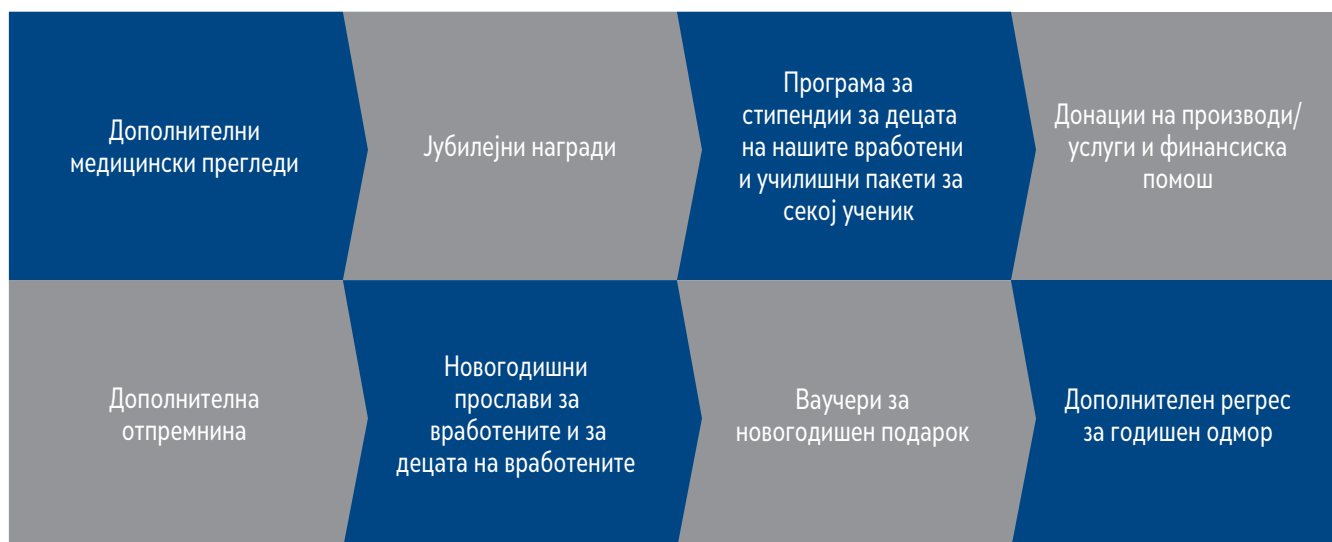 Дополнителни
медицински прегледи
Јубилејни награди
Програма за
стипендии за децата
на нашите вработени
и училишни пакети за
секој ученик
Донации на производи/
услуги и финансиска
помош
Дополнителна
отпремнина
Новогодишни
прослави за
вработените и за
децата на вработените
Ваучери за
новогодишен подарок
Дополнителен регрес
за годишен одмор